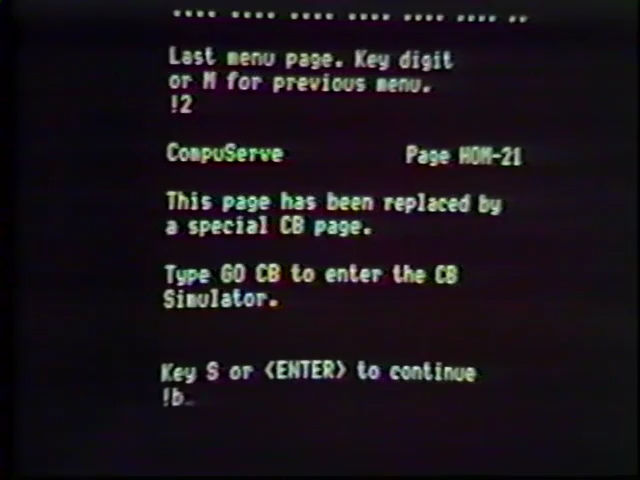 Last menu page. Key digit
or M for previous menu.
!2
CompuServe Page HOM-21
This page has been replaced by
a special CB page.
Type GO CB to enter the CB
Simulator.
Key S or <ENTER> to continue
!b_